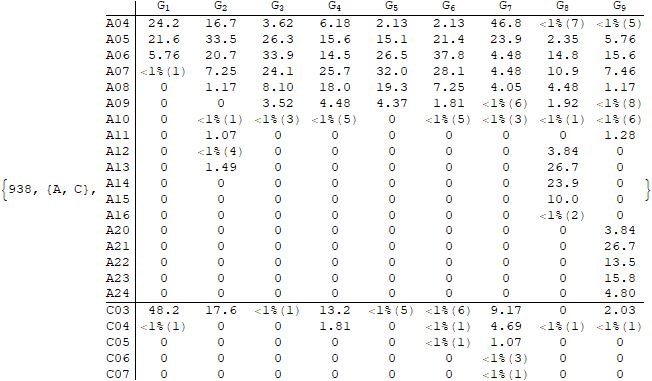 G1 G2 G3 G4 G5 G6 G7 G8 G9
A04 24.2 16.7 3.62 6.18 2.13 2.13 46.8 <1%(7) <1%(5)
A05 21.6 33.5 26.3 15.6 15.1 21.4 23.9 2.35 5.76
A06 5.76 20.7 33.9 14.5 26.5 37.8 4.48 14.8 15.6
A07 <1%(1) 7.25 24.1 25.7 32.0 28.1 4.48 10.9 7.46
A08 0 1.17 8.10 18.0 19.3 7.25 4.05 4.48 1.17
A09 0 0 3.52 4.48 4.37 1.81 <1%(6) 1.92 <1%(8)
A10 0 <1%(1) <1%(3) <1%(5) 0 <1%(5) <1%(3) <1%(1) <1%(6)
A11 0 1.07 0 0 0 0 0 0 1.28
A12 0 <1%(4) 0 0 0 0 0 3.84 0
A13 0 1.49 0 0 0 0 0 26.7 0
{938, {A, C}, A14 0 0 0 0 0 0 0 23.9 0 }
A15 0 0 0 0 0 0 0 10.0 0
A16 0 0 0 0 0 0 0 <1%(2) 0
A20 0 0 0 0 0 0 0 0 3.84
A21 0 0 0 0 0 0 0 0 26.7
A22 0 0 0 0 0 0 0 0 13.5
A23 0 0 0 0 0 0 0 0 15.8
A24 0 0 0 0 0 0 0 0 4.80
C03 48.2 17.6 <1%(1) 13.2 <1%(5) <1%(6) 9.17 0 2.03
C04 <1%(1) 0 0 1.81 0 <1%(1) 4.69 <1%(1) <1%(1)
C05 0 0 0 0 0 <1%(1) 1.07 0 0
C06 0 0 0 0 0 0 <1%(3) 0 0
C07 0 0 0 0 0 0 <1%(1) 0 0